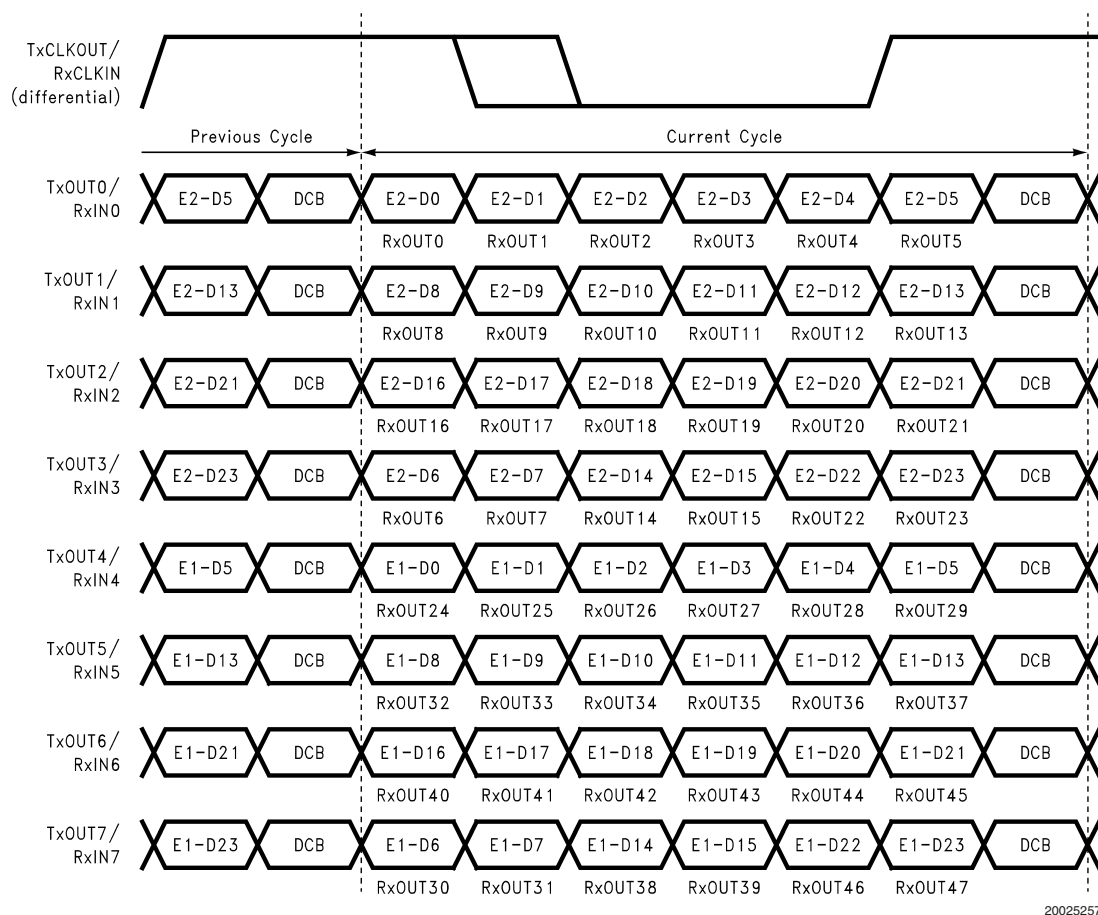 TxCLKOUT/
RxCLKIN
(differential)
Previous Cycle Current Cycle
TxOUT0/
RxIN0
E2-D5 DCB E2-D0 E2-D1 E2-D2 E2-D3 E2-D4 E2-D5 DCB
RxOUT0 RxOUT1 RxOUT2 RxOUT3 RxOUT4 RxOUT5
TxOUT1/
RxIN1
E2-D13 DCB E2-D8 E2-D9 E2-D10 E2-D11 E2-D12 E2-D13 DCB
RxOUT8 RxOUT9 RxOUT10 RxOUT11 RxOUT12 RxOUT13
TxOUT2/
RxIN2
E2-D21 DCB E2-D16 E2-D17 E2-D18 E2-D19 E2-D20 E2-D21 DCB
RxOUT16 RxOUT17 RxOUT18 RxOUT19 RxOUT20 RxOUT21
TxOUT3/
RxIN3
E2-D23 DCB E2-D6 E2-D7 E2-D14 E2-D15 E2-D22 E2-D23 DCB
RxOUT6 RxOUT7 RxOUT14 RxOUT15 RxOUT22 RxOUT23
TxOUT4/
RxIN4
E1-D5 DCB E1-D0 E1-D1 E1-D2 E1-D3 E1-D4 E1-D5 DCB
RxOUT24 RxOUT25 RxOUT26 RxOUT27 RxOUT28 RxOUT29
TxOUT5/
RxIN5
E1-D13 DCB E1-D8 E1-D9 E1-D10 E1-D11 E1-D12 E1-D13 DCB
RxOUT32 RxOUT33 RxOUT34 RxOUT35 RxOUT36 RxOUT37
TxOUT6/
RxIN6
E1-D21 DCB E1-D16 E1-D17 E1-D18 E1-D19 E1-D20 E1-D21 DCB
RxOUT40 RxOUT41 RxOUT42 RxOUT43 RxOUT44 RxOUT45
TxOUT7/
RxIN7
E1-D23 DCB E1-D6 E1-D7 E1-D14 E1-D15 E1-D22 E1-D23 DCB
RxOUT30 RxOUT31 RxOUT38 RxOUT39 RxOUT46 RxOUT47
20025257